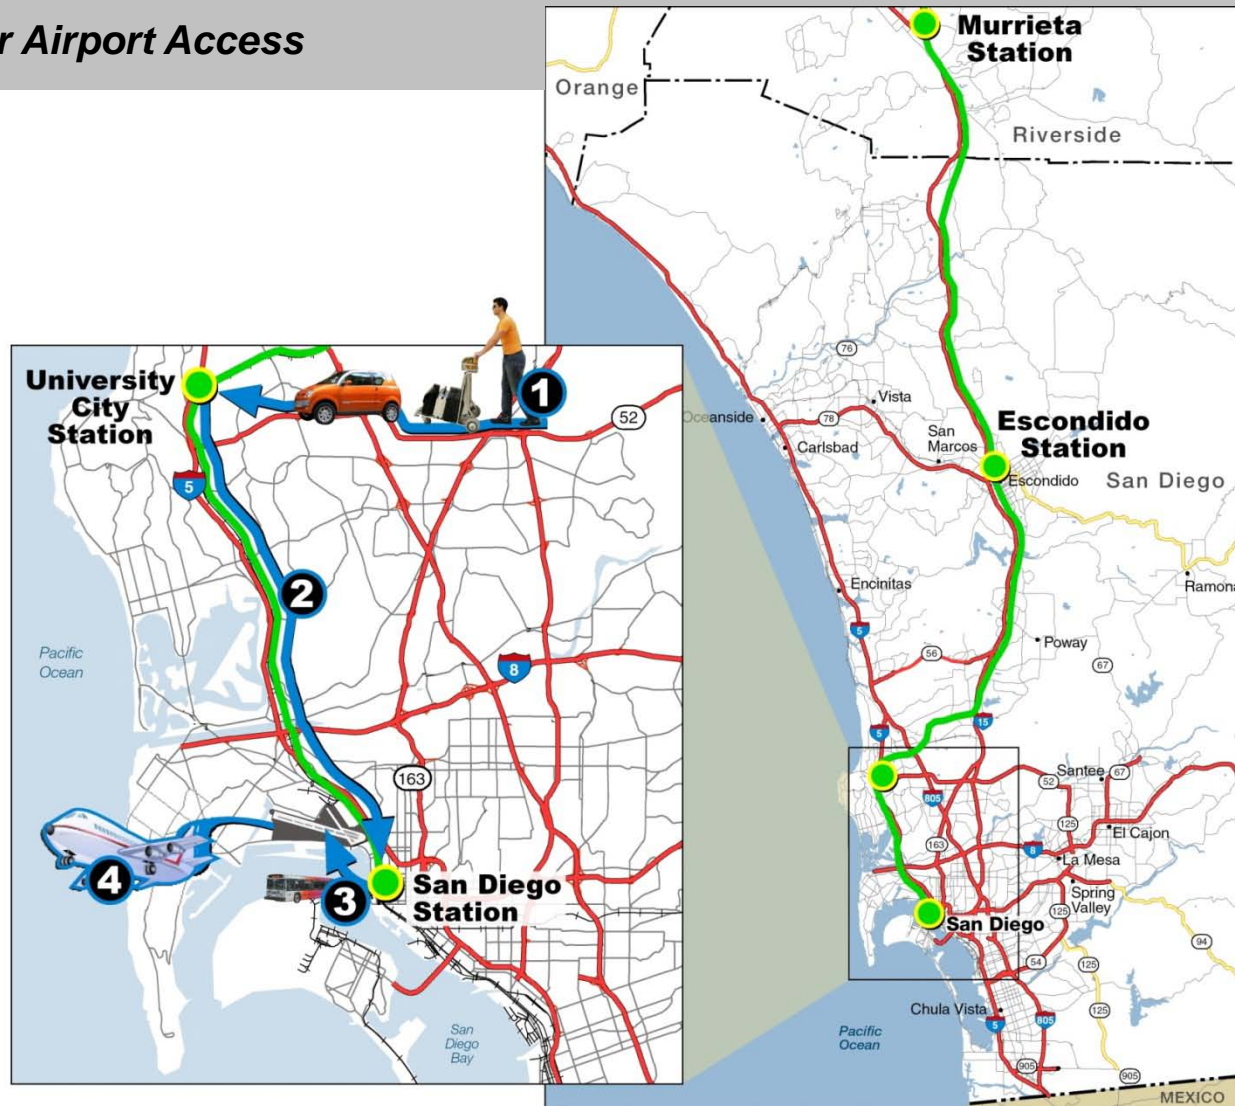 r Airport Access
Murrieta
Station
Orange
Riverside
76
Vista
Oceanside
78
San
Marcos
Carlsbad
Escondido
Station
Escondido
San Diego
Encinitas
Ramona
5
Poway
56
67
15
5
52
Santee
67
805
125
El Cajon
163
8
La Mesa
Spring
Valley
125
San Diego
94
54
125
Chula Vista
125
5
805
Pacific
Ocean
905
905
MEXICO
University
City
Station
1
52
5
2
Pacific
Ocean
8
163
4
3
San Diego
Station
San
Diego
Bay